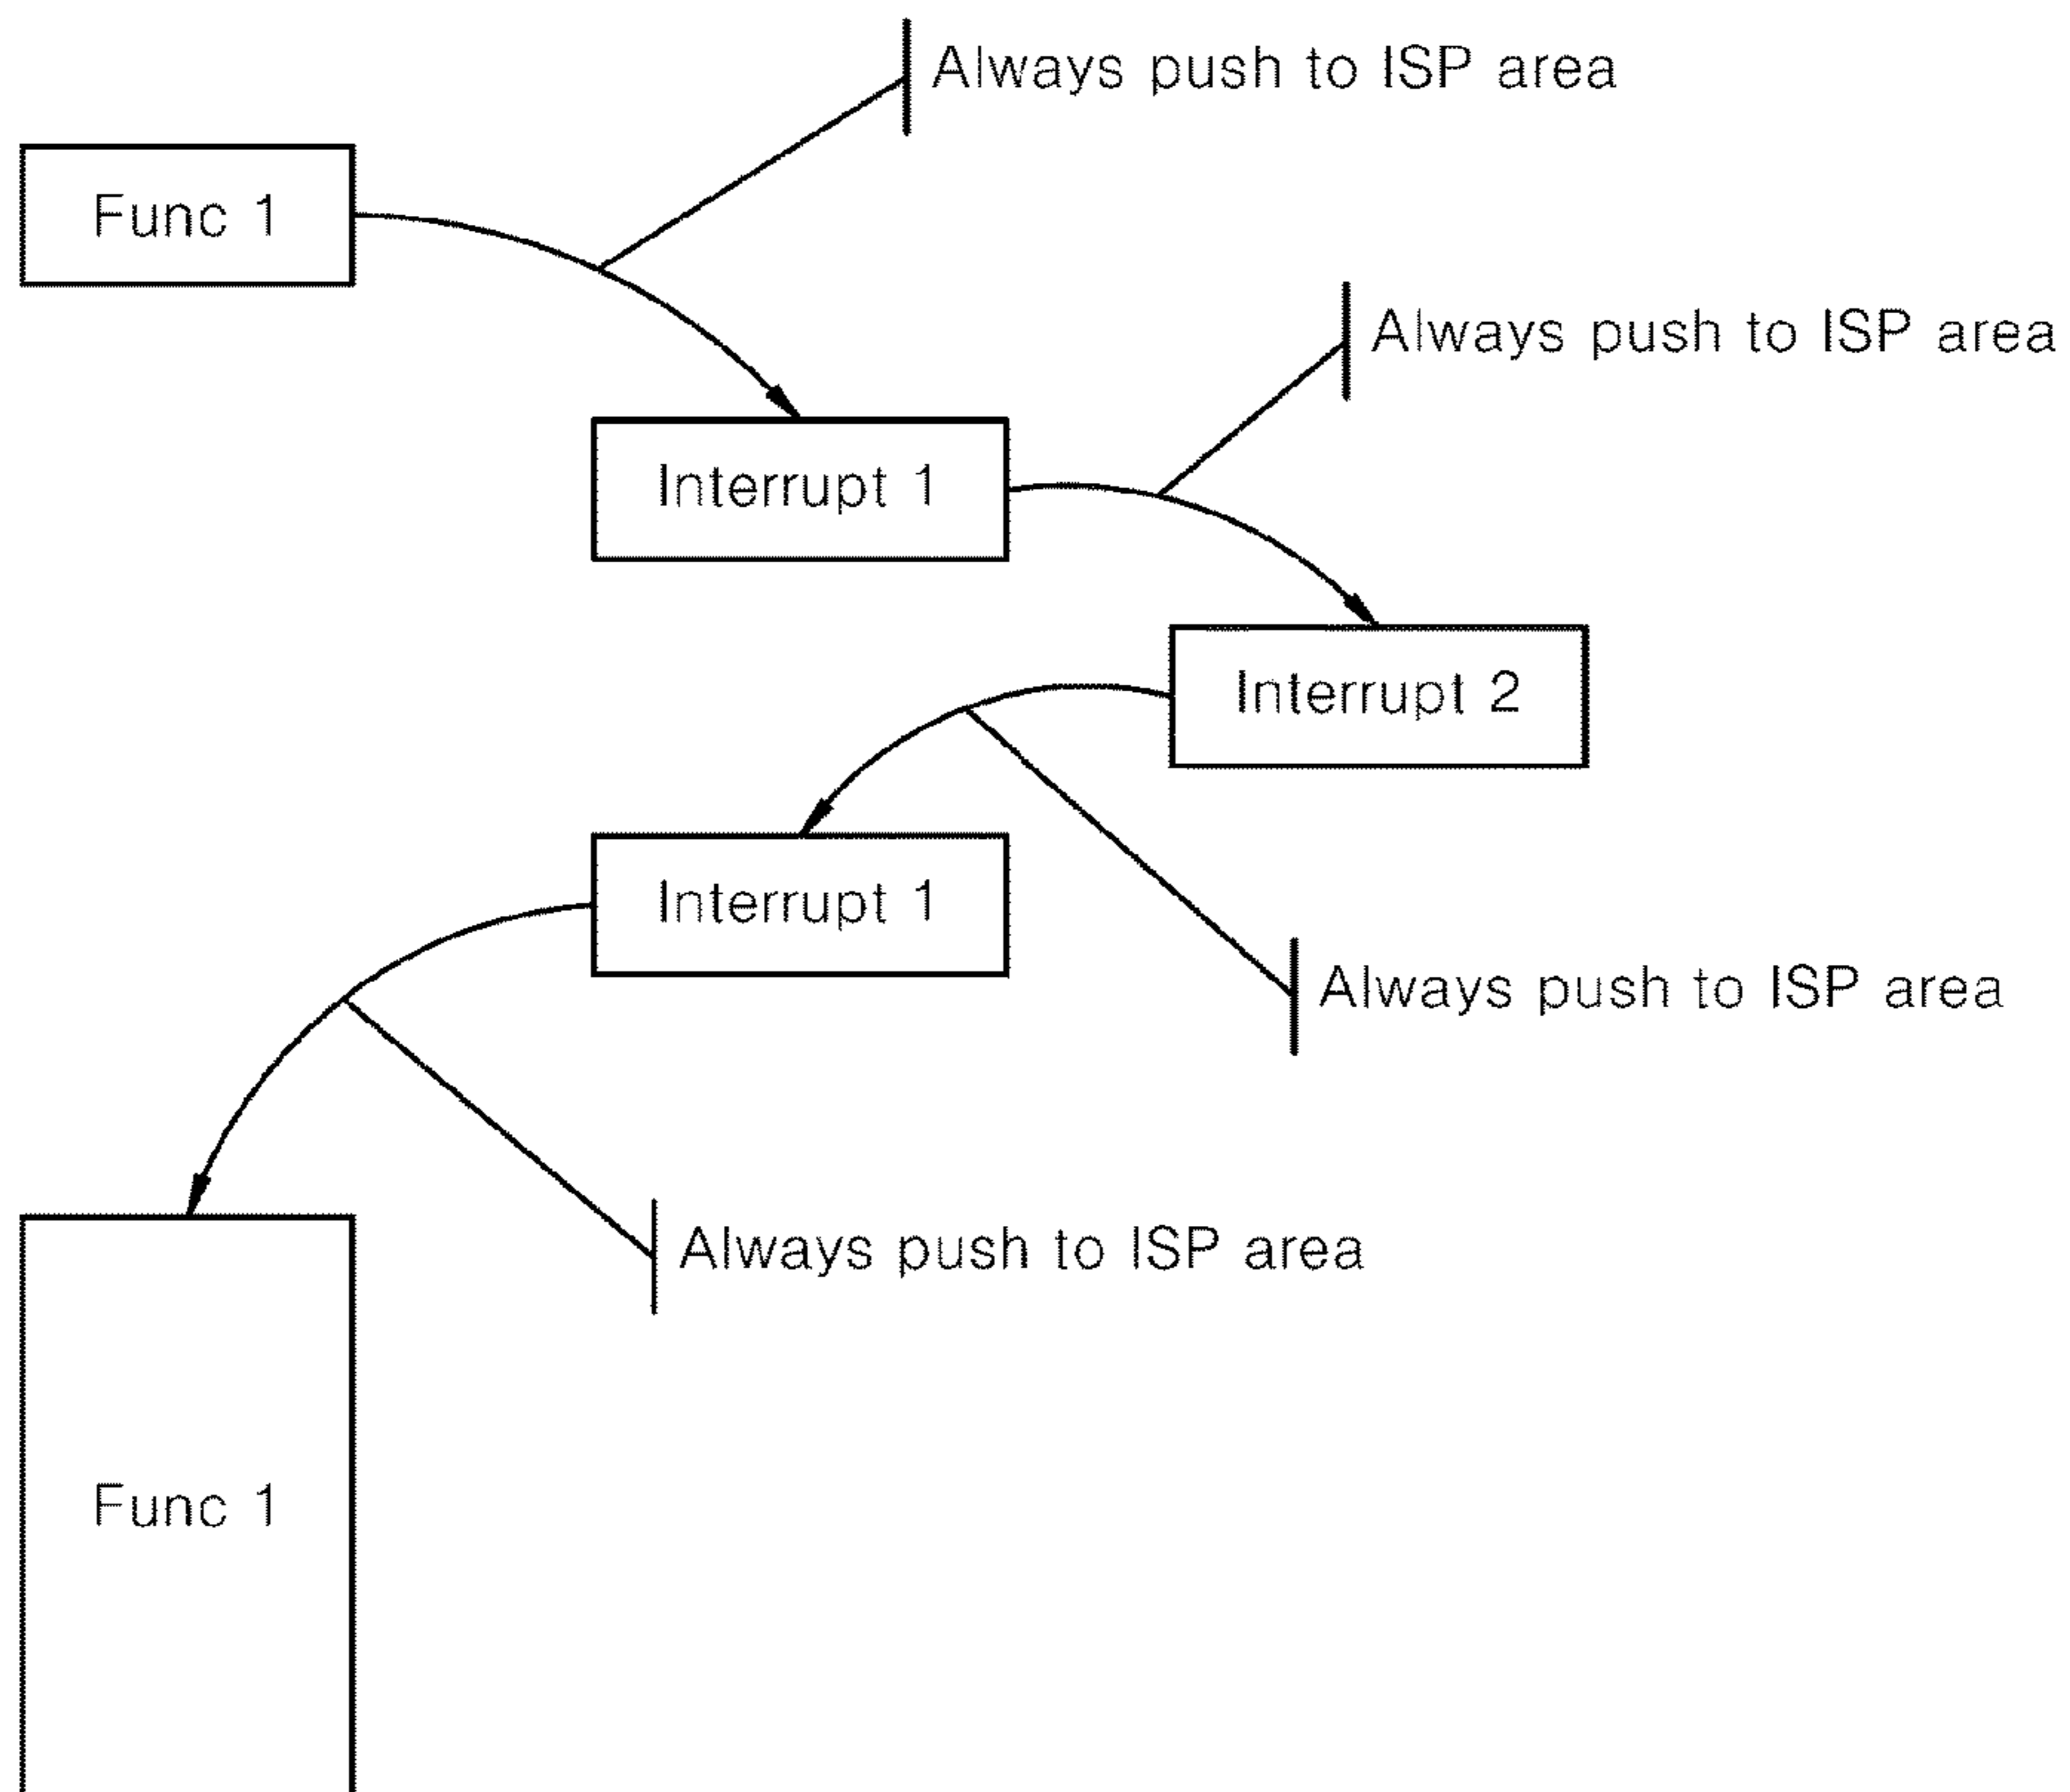 Always push to ISP area
Func 1
Always push to ISP area
Interrupt 1
Interrupt 2
Interrupt 1
Always push to ISP area
Always push to ISP area
Func 1